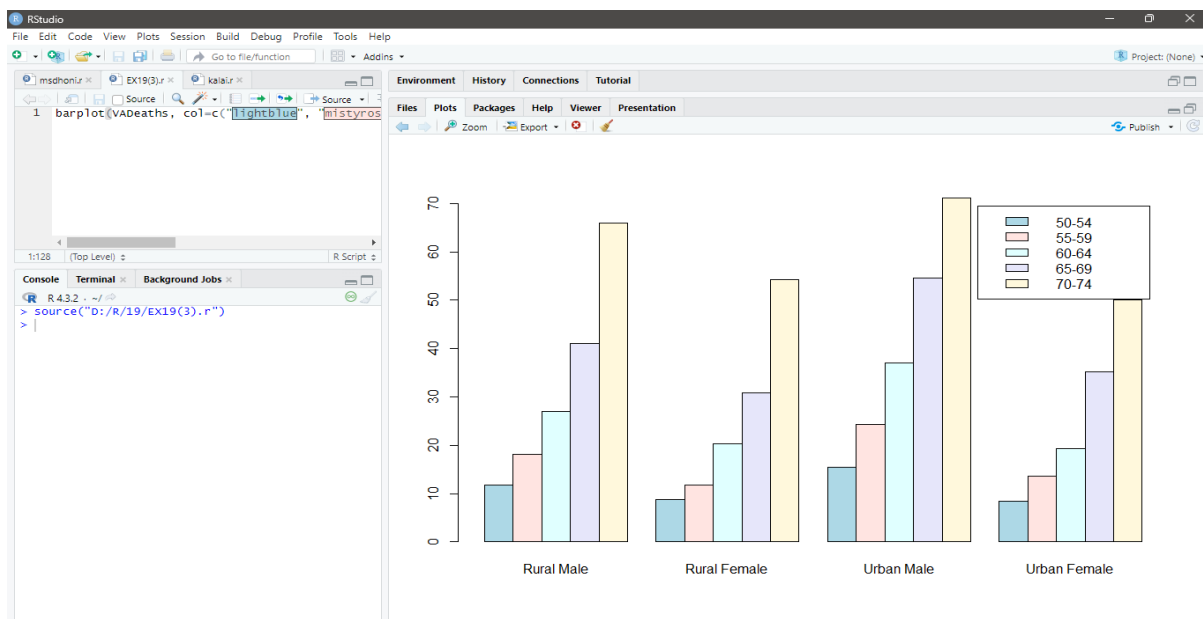 RStudio
File Edit Code View Plots Session Build Debug Profile Tools Help
Go to file/function Addins Project: (None)
msdhoni.r EX19(3).r kalai.r
Source Source
1 barplot(VADeaths, col=c("lightblue", "mistyros
1:128 (Top Level) R Script
Console Terminal Background Jobs
R 4.3.2 . ~/
> source("D:/R/19/EX19(3).r")
>
Environment History Connections Tutorial
Files Plots Packages Help Viewer Presentation
Zoom Export Publish
70
60
50
40
30
20
10
0
50-54
55-59
60-64
65-69
70-74
Rural Male Rural Female Urban Male Urban Female